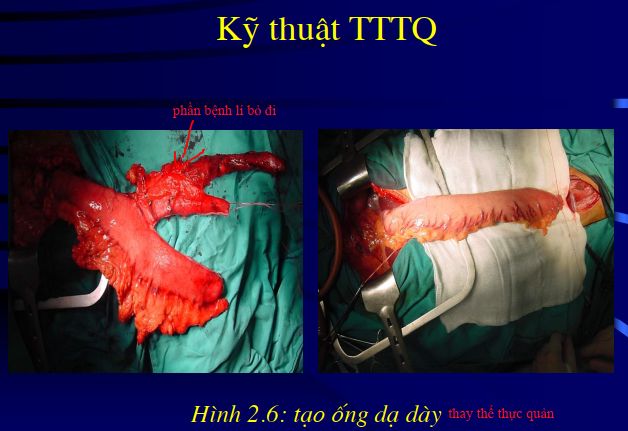 Kỹ thuật TTTQ
phần bệnh lí bỏ đi
Hình 2.6: tạo ống dạ dày thay thế thực quản